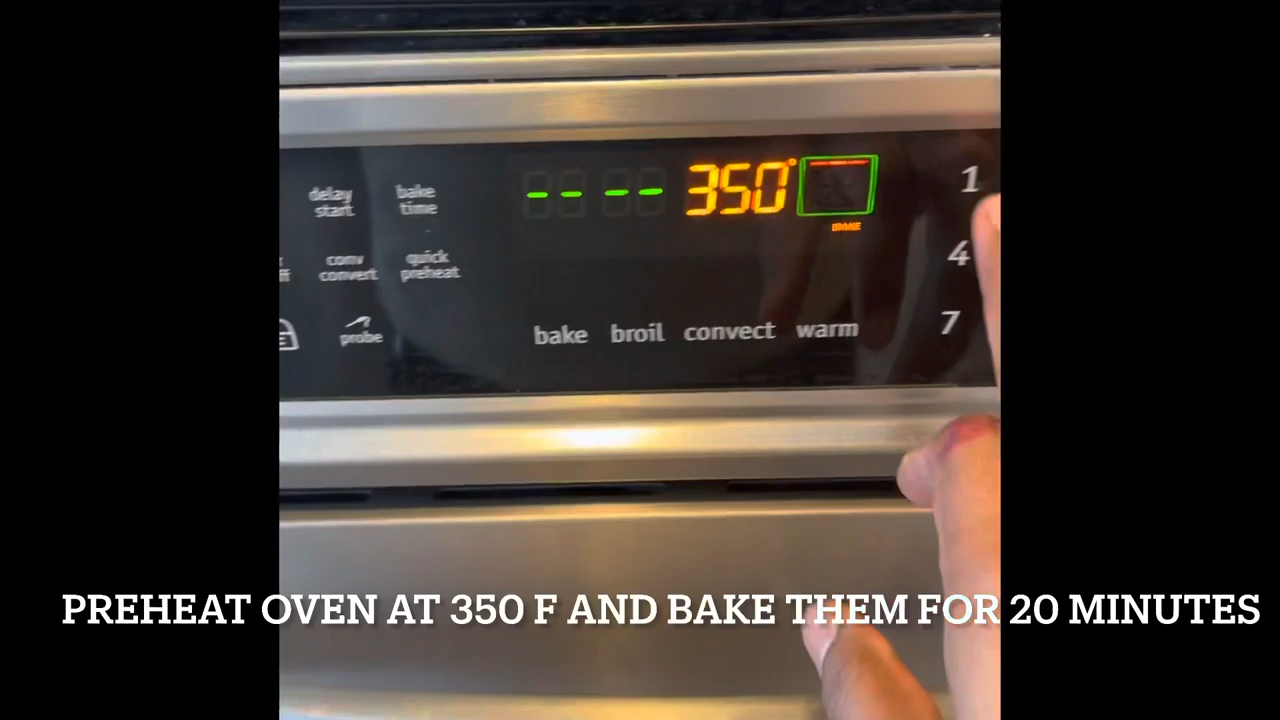 delay start
bake time
350°
BAKE
1
conv convert
quick preheat
4
probe
bake broil convect warm
7
PREHEAT OVEN AT 350 F AND BAKE THEM FOR 20 MINUTES